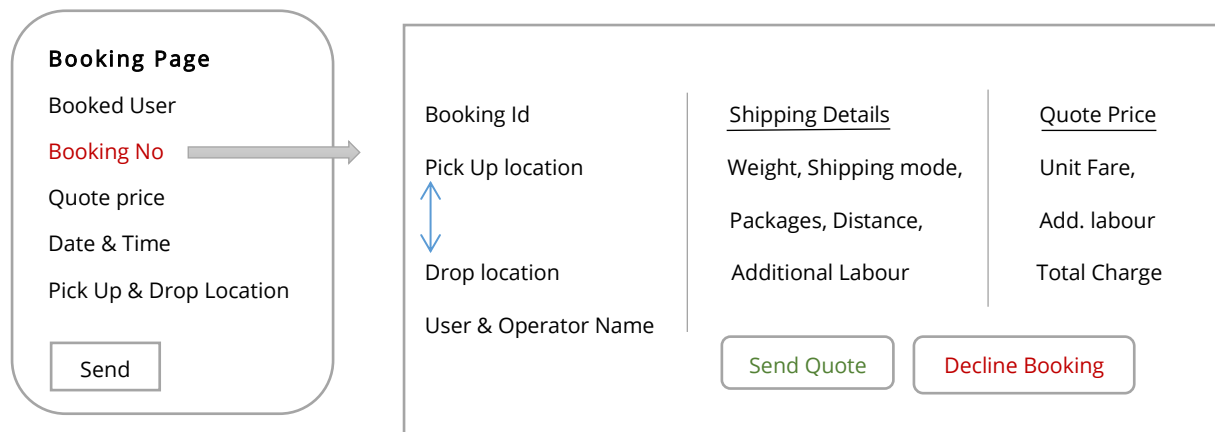 Booking Page
Booked User
Booking No
Quote price
Date & Time
Pick Up & Drop Location
Send
Booking Id
Pick Up location
Drop location
User & Operator Name
Shipping Details
Weight, Shipping mode,
Packages, Distance,
Additional Labour
Quote Price
Unit Fare,
Add. labour
Total Charge
Send Quote
Decline Booking